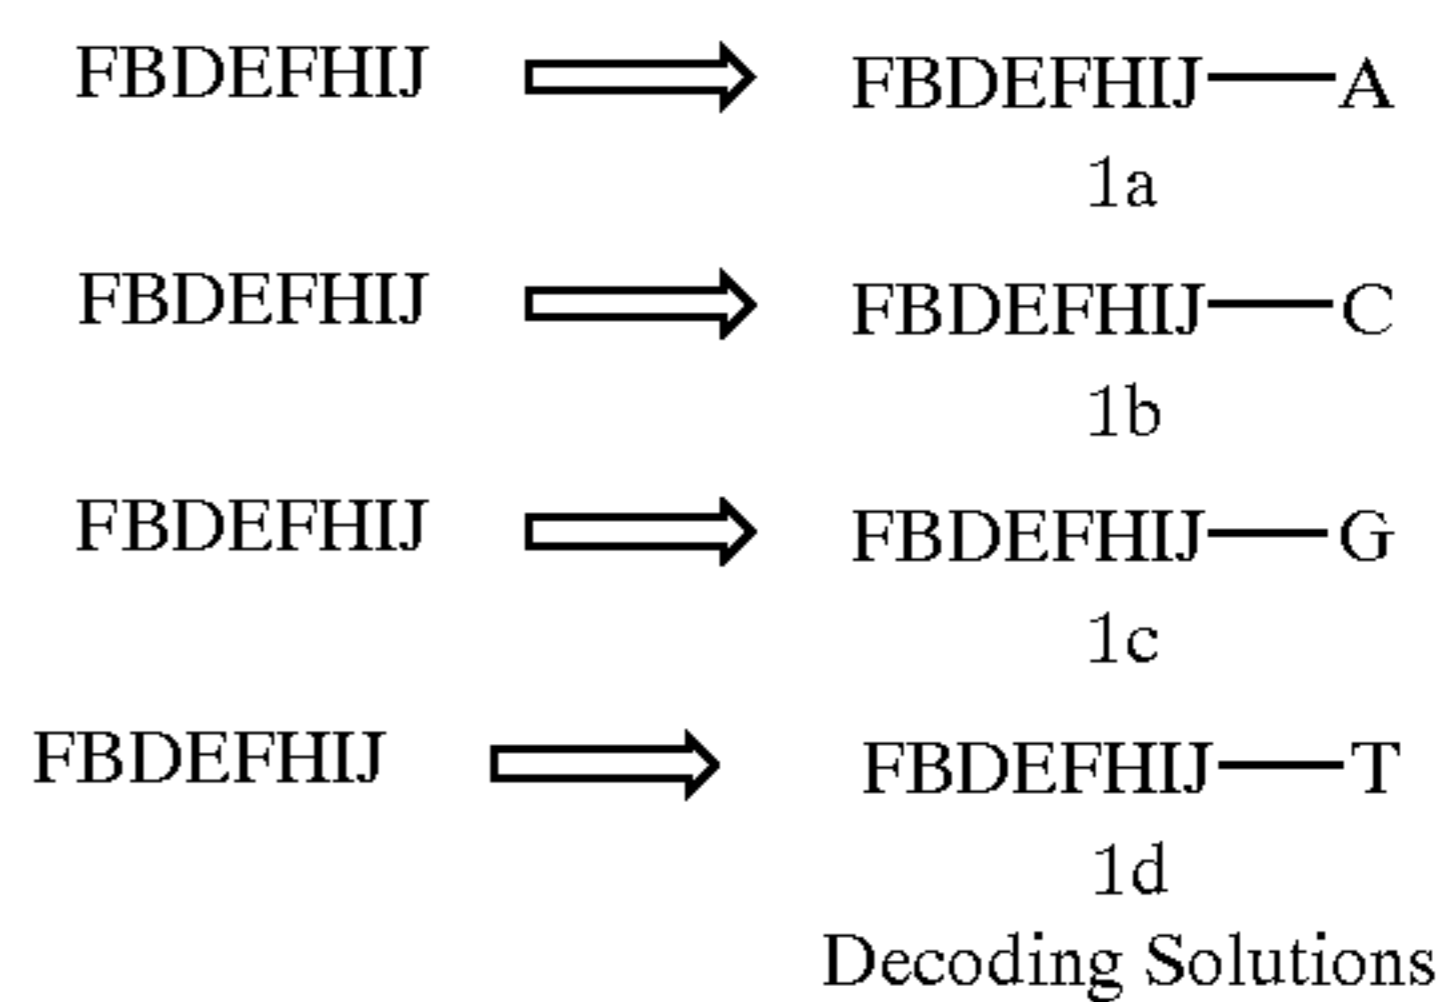 FBDEFHIJ ⇒ FBDEFHIJ—A
1a
FBDEFHIJ ⇒ FBDEFHIJ—C
1b
FBDEFHIJ ⇒ FBDEFHIJ—G
1c
FBDEFHIJ ⇒ FBDEFHIJ—T
1d
Decoding Solutions